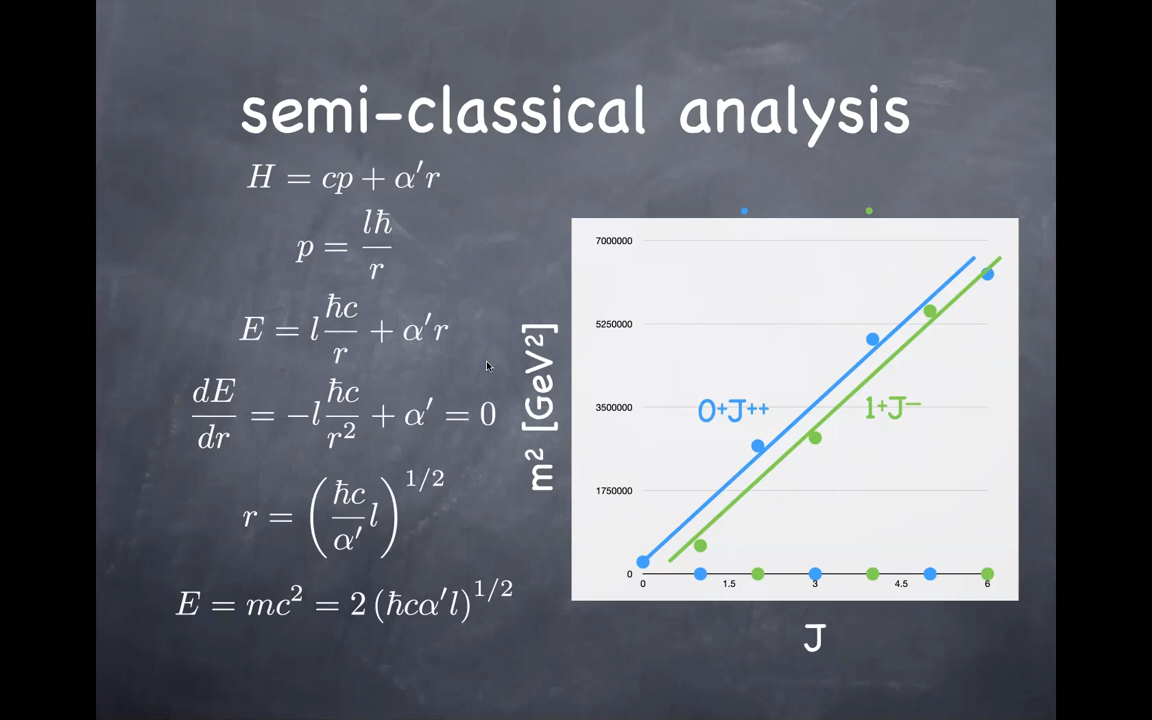 semi-classical analysis
H = cp + α′r
p = lħ/r
E = l ħc/r + α′r
dE/dr = −l ħc/r² + α′ = 0
r = (ħc/α′ l)^1/2
E = mc² = 2 (ħcα′l)^1/2
m² [GeV²]
7000000
5250000
3500000
1750000
0
0+J++
1+J−
0
1.5
3
4.5
6
J